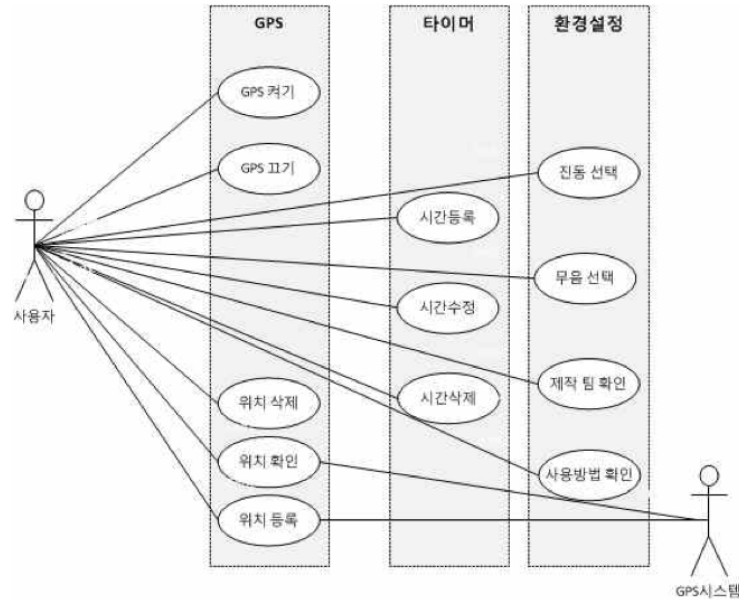 GPS
타이머
환경설정
GPS 켜기
GPS 끄기
진동 선택
시간등록
무음 선택
사용자
시간수정
제작 팀 확인
위치 삭제
시간삭제
위치 확인
사용방법 확인
위치 등록
GPS시스템